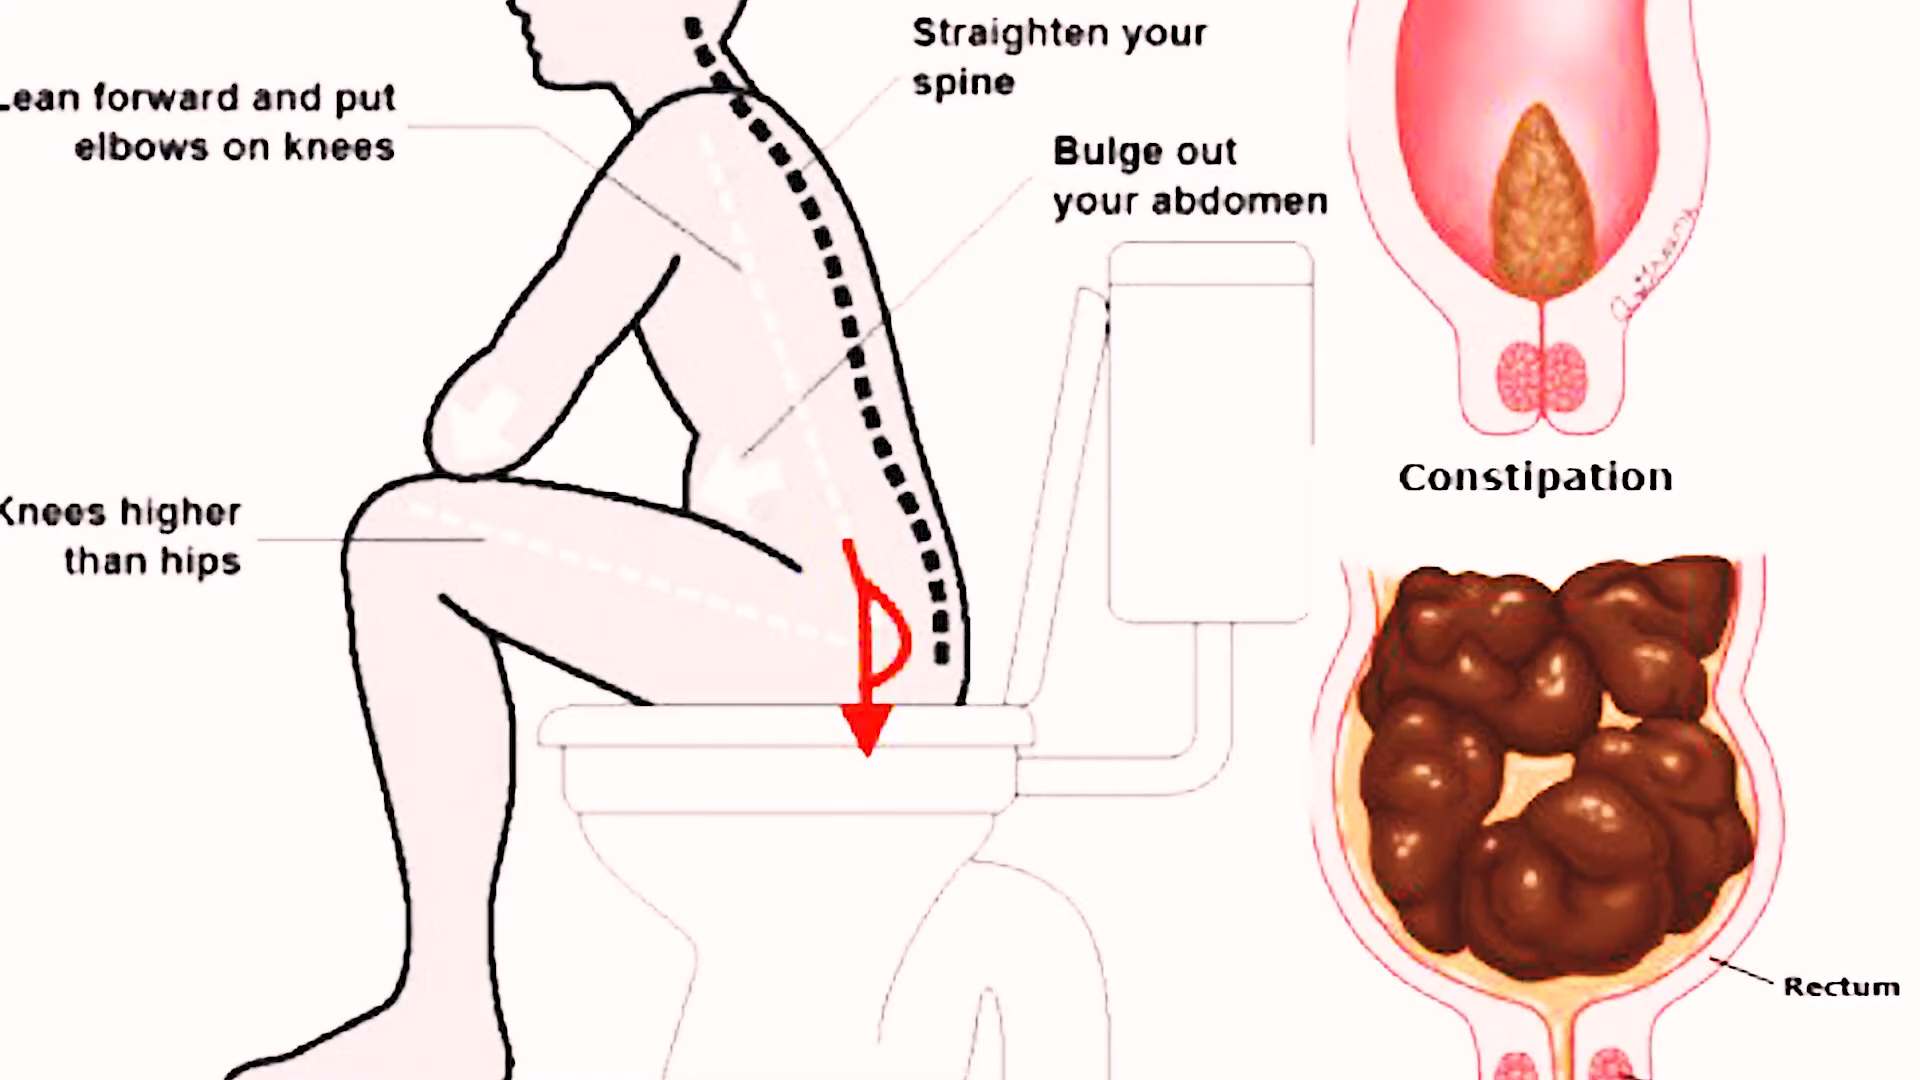 Straighten your
spine
Lean forward and put
elbows on knees
Bulge out
your abdomen
Knees higher
than hips
Constipation
Rectum